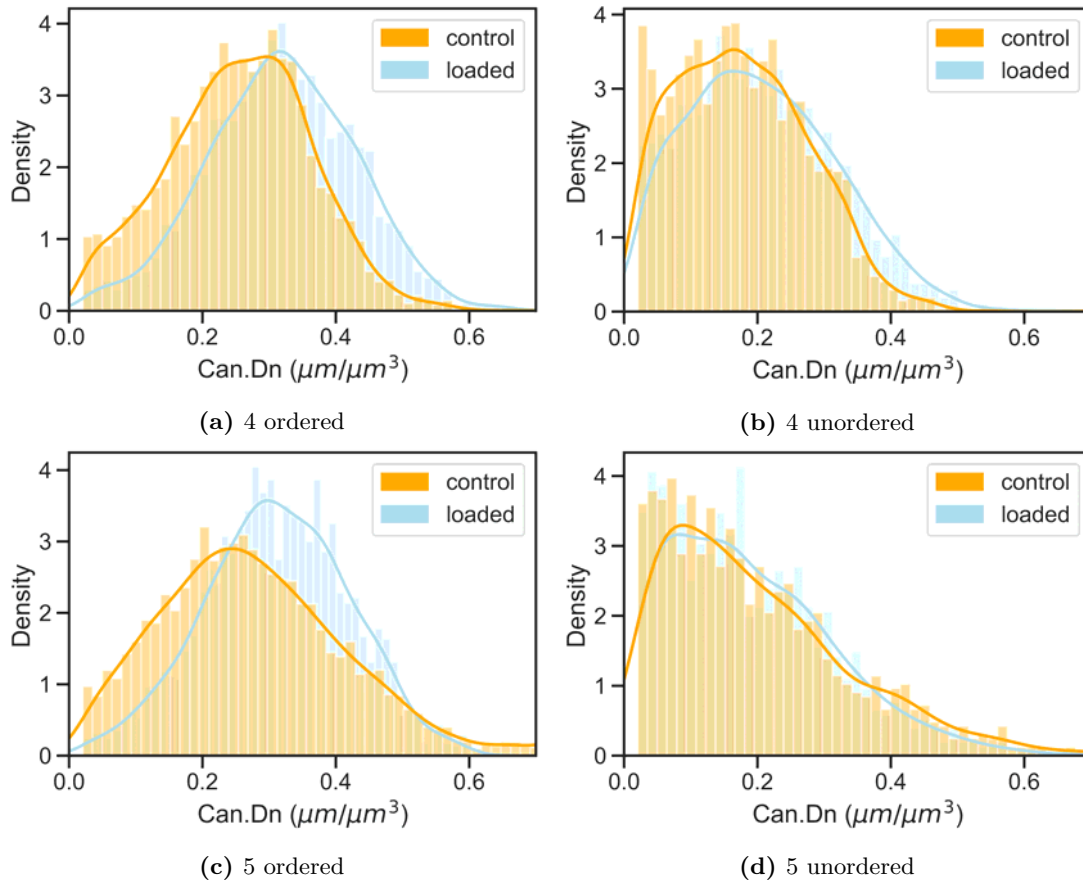 control
loaded
Density
4
3
2
1
0
0.0 0.2 0.4 0.6
Can.Dn (μm/μm³)
(a) 4 ordered
control
loaded
Density
4
3
2
1
0
0.0 0.2 0.4 0.6
Can.Dn (μm/μm³)
(b) 4 unordered
control
loaded
Density
4
3
2
1
0
0.0 0.2 0.4 0.6
Can.Dn (μm/μm³)
(c) 5 ordered
control
loaded
Density
4
3
2
1
0
0.0 0.2 0.4 0.6
Can.Dn (μm/μm³)
(d) 5 unordered